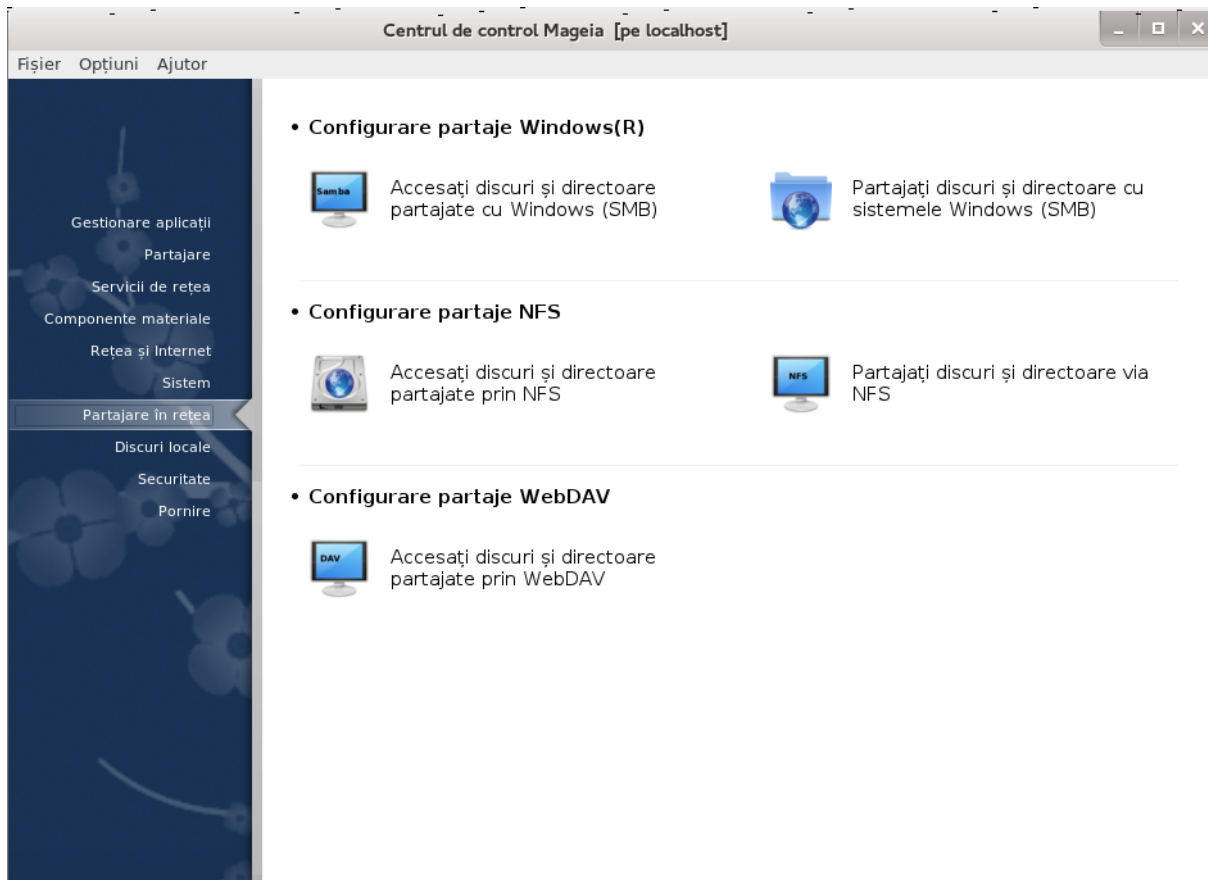 Centrul de control Mageia [pe localhost]
Fișier Opțiuni Ajutor
Gestionare aplicații
Partajare
Servicii de rețea
Componente materiale
Rețea și Internet
Sistem
Partajare în rețea
Discuri locale
Securitate
Pornire
• Configurare partaje Windows(R)
Samba
Accesați discuri și directoare
partajate cu Windows (SMB)
Partajați discuri și directoare cu
sistemele Windows (SMB)
• Configurare partaje NFS
Accesați discuri și directoare
partajate prin NFS
NFS
Partajați discuri și directoare via
NFS
• Configurare partaje WebDAV
DAV
Accesați discuri și directoare
partajate prin WebDAV